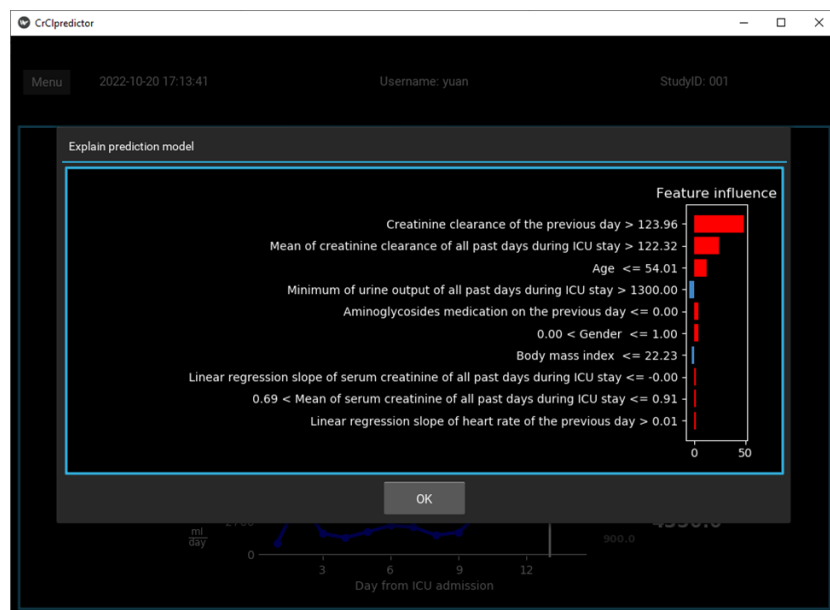 CrClpredictor
Menu 2022-10-20 17:13:41 Username: yuan StudyID: 001
Explain prediction model
Feature influence
Creatinine clearance of the previous day > 123.96
Mean of creatinine clearance of all past days during ICU stay > 122.32
Age <= 54.01
Minimum of urine output of all past days during ICU stay > 1300.00
Aminoglycosides medication on the previous day <= 0.00
0.00 < Gender <= 1.00
Body mass index <= 22.23
Linear regression slope of serum creatinine of all past days during ICU stay <= -0.00
0.69 < Mean of serum creatinine of all past days during ICU stay <= 0.91
Linear regression slope of heart rate of the previous day > 0.01
0 50
OK
ml
day
900.0
0
3 6 9 12
Day from ICU admission